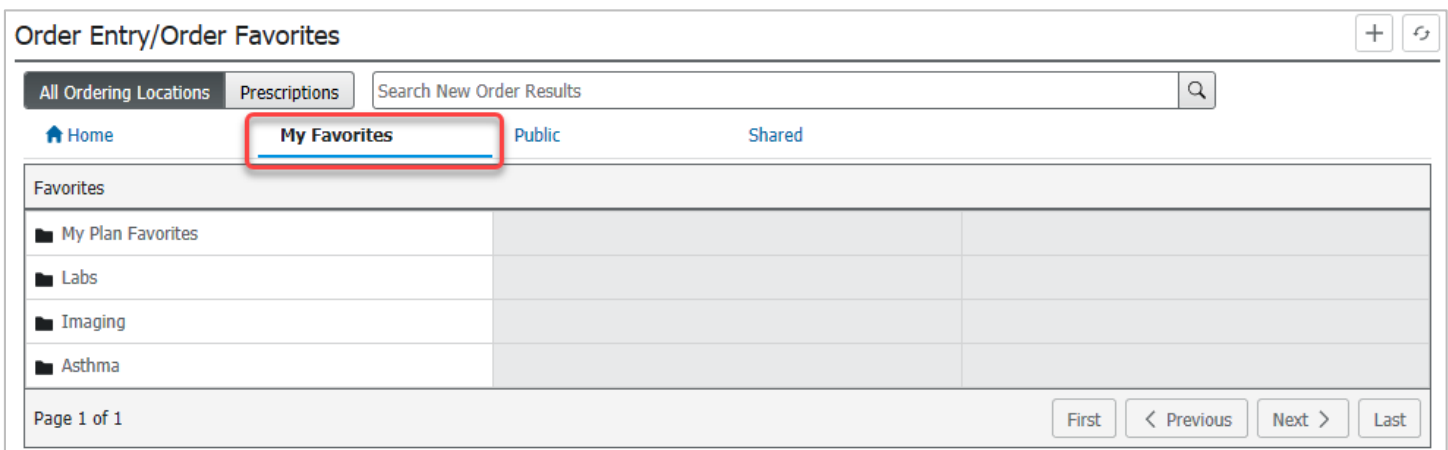 Order Entry/Order Favorites
All Ordering Locations Prescriptions Search New Order Results
Home My Favorites Public Shared
Favorites
My Plan Favorites
Labs
Imaging
Asthma
Page 1 of 1 First Previous Next Last